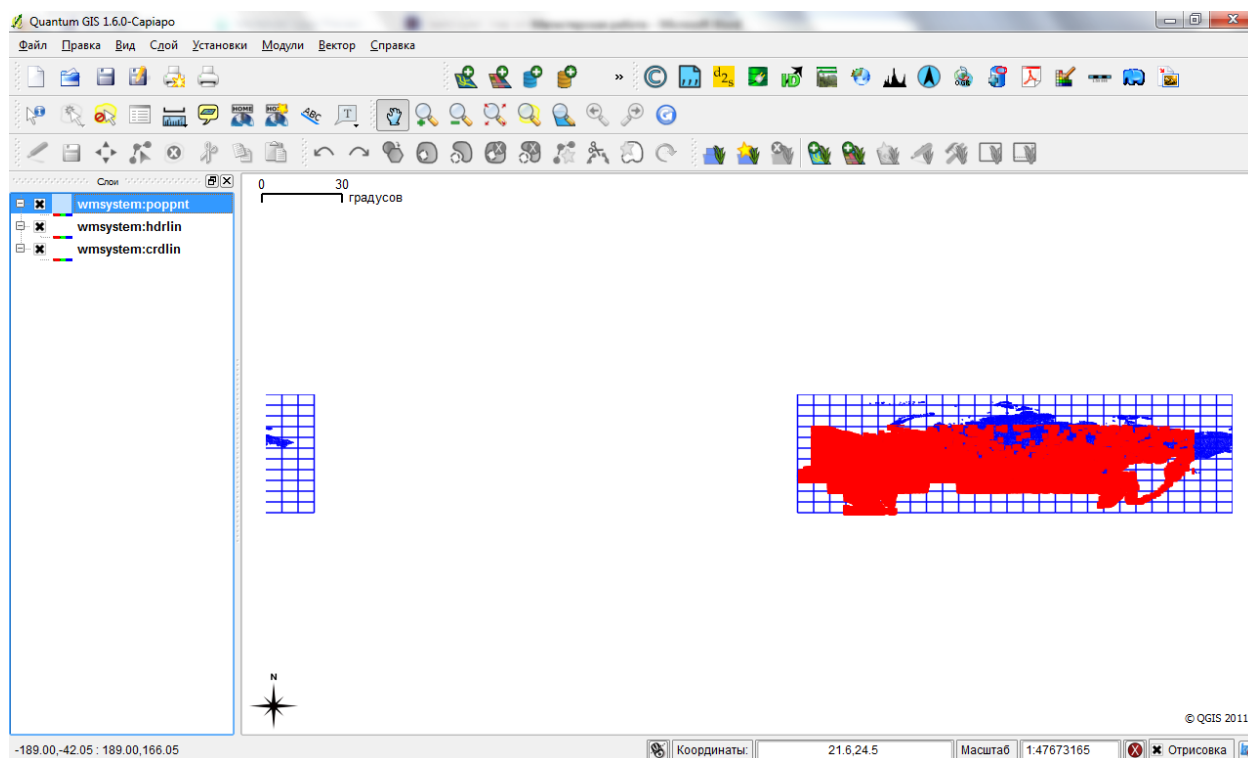 Quantum GIS 1.6.0-Capiapo
Файл Правка Вид Слой Установки Модули Вектор Справка
Слои
wmsystem:poppnt
wmsystem:hdrlin
wmsystem:crdlin
0 30
градусов
N
© QGIS 2011
-189.00,-42.05 : 189.00,166.05
Координаты:
21.6,24.5
Масштаб
1:47673165
Отрисовка